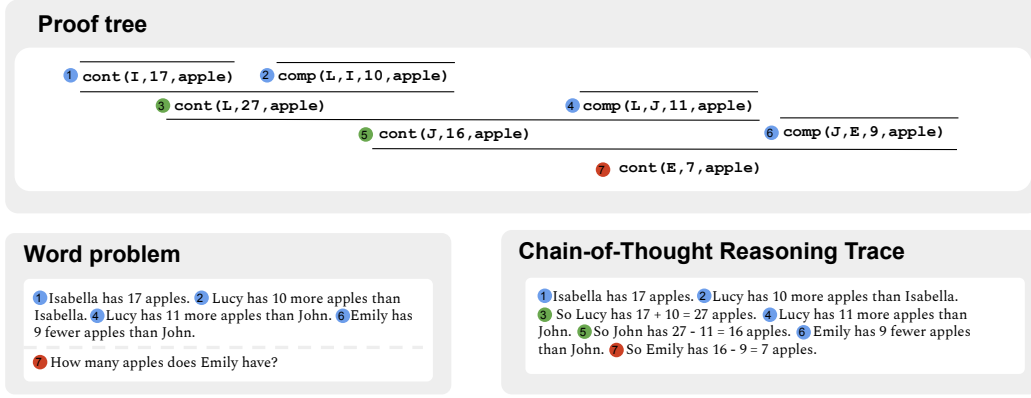 Proof tree
1 cont(I,17,apple) 2 comp(L,I,10,apple)
3 cont(L,27,apple) 4 comp(L,J,11,apple)
5 cont(J,16,apple) 6 comp(J,E,9,apple)
7 cont(E,7,apple)
Word problem
1 Isabella has 17 apples. 2 Lucy has 10 more apples than
Isabella. 4 Lucy has 11 more apples than John. 6 Emily has
9 fewer apples than John.
7 How many apples does Emily have?
Chain-of-Thought Reasoning Trace
1 Isabella has 17 apples. 2 Lucy has 10 more apples than Isabella.
3 So Lucy has 17 + 10 = 27 apples. 4 Lucy has 11 more apples than
John. 5 So John has 27 - 11 = 16 apples. 6 Emily has 9 fewer apples
than John. 7 So Emily has 16 - 9 = 7 apples.